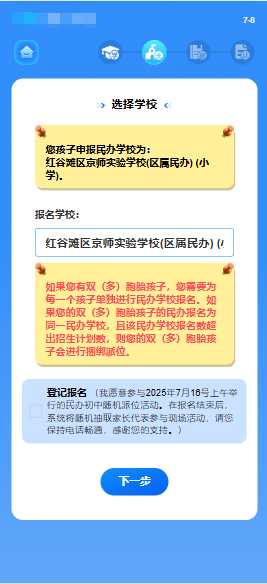 7-8
选择学校
您孩子申报民办学校为：
红谷滩区京师实验学校(区属民办) (小
学)。
报名学校：
红谷滩区京师实验学校(区属民办) (
如果您有双（多）胞胎孩子，您需要为
每一个孩子单独进行民办学校报名。如
果您的双（多）胞胎孩子的民办报名为
同一民办学校，且该民办学校报名数超
出招生计划数，则您的双（多）胞胎孩
子会进行捆绑派位。
登记报名 （我愿意参与2025年7月16号上午举
行的民办初中随机派位活动。在报名结束后，
系统将随机抽取家长代表参与现场活动，请您
保持电话畅通，感谢您的支持。）
下一步